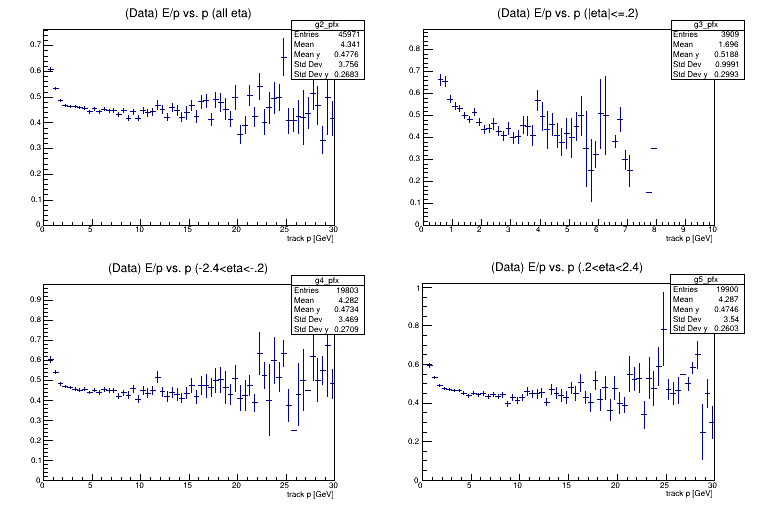 (Data) E/p vs. p (all eta)
g2_pfx
Entries 45971
Mean 4.341
Mean y 0.4776
Std Dev 3.756
Std Dev y 0.2683
0.7
0.6
0.5
0.4
0.3
0.2
0.1
0
0 5 10 15 20 25 30
track p [GeV]
(Data) E/p vs. p (|eta|<=.2)
g3_pfx
Entries 3909
Mean 1.696
Mean y 0.5188
Std Dev 0.9991
Std Dev y 0.2993
0.8
0.7
0.6
0.5
0.4
0.3
0.2
0.1
0
0 1 2 3 4 5 6 7 8 9 10
track p [GeV]
(Data) E/p vs. p (-2.4<eta<-.2)
g4_pfx
Entries 19803
Mean 4.282
Mean y 0.4734
Std Dev 3.469
Std Dev y 0.2709
0.9
0.8
0.7
0.6
0.5
0.4
0.3
0.2
0.1
0
0 5 10 15 20 25 30
track p [GeV]
(Data) E/p vs. p (.2<eta<2.4)
g5_pfx
Entries 19900
Mean 4.287
Mean y 0.4746
Std Dev 3.54
Std Dev y 0.2603
1
0.8
0.6
0.4
0.2
0
0 5 10 15 20 25 30
track p [GeV]